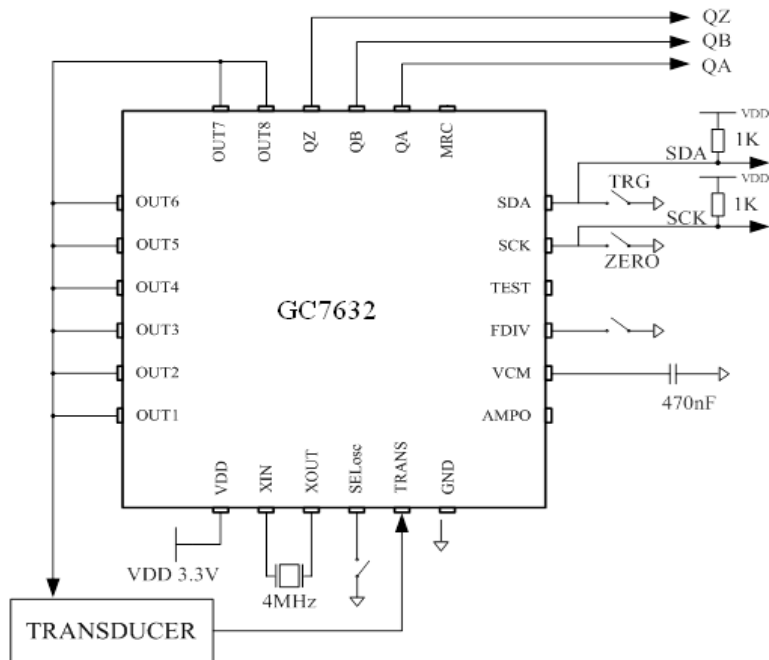 QZ
QB
QA
OUT7
OUT8
QZ
QB
QA
MRC
VDD
1K
SDA
VDD
1K
SCK
OUT6
OUT5
OUT4
OUT3
OUT2
OUT1
SDA
SCK
TEST
FDIV
VCM
AMPO
TRG
ZERO
470nF
GC7632
VDD
XIN
XOUT
SELosc
TRANS
GND
VDD 3.3V
4MHz
TRANSDUCER